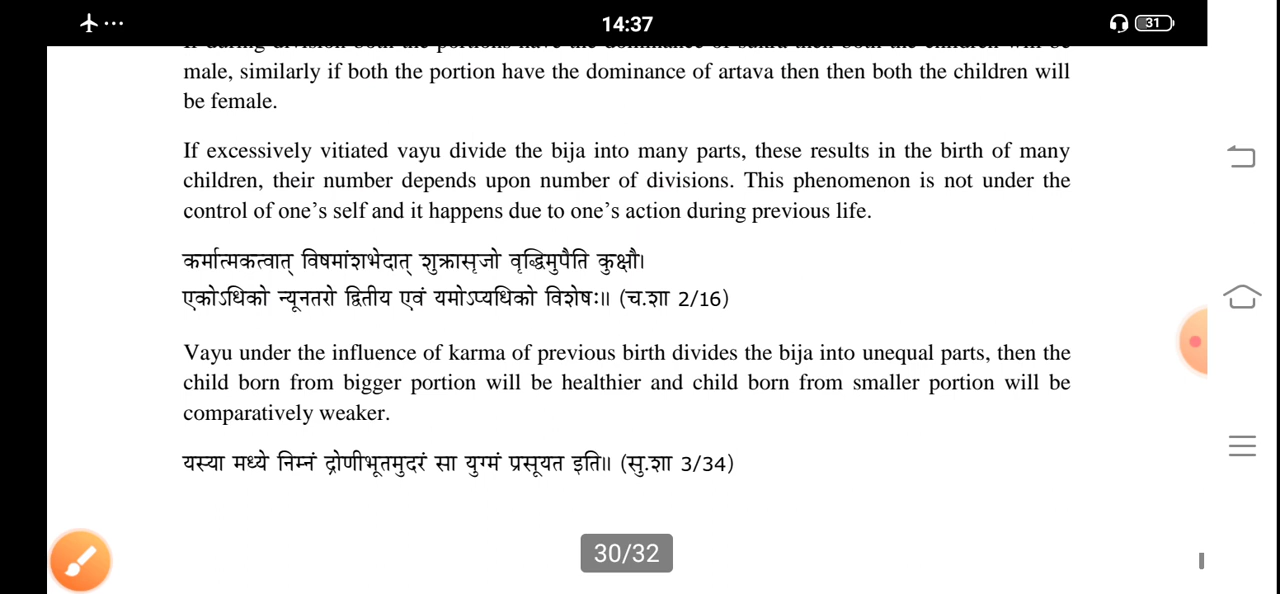 14:37
31
male, similarly if both the portion have the dominance of artava then then both the children will
be female.
If excessively vitiated vayu divide the bija into many parts, these results in the birth of many
children, their number depends upon number of divisions. This phenomenon is not under the
control of one’s self and it happens due to one’s action during previous life.
कर्मात्मकत्वात् विषमांशभेदात् शुक्रासृजो वृद्धिमुपैति कुक्षौ।
एकोऽधिको न्यूनतरो द्वितीय एवं यमोऽप्यधिको विशेषः॥ (च.शा 2/16)
Vayu under the influence of karma of previous birth divides the bija into unequal parts, then the
child born from bigger portion will be healthier and child born from smaller portion will be
comparatively weaker.
यस्या मध्ये निम्नं द्रोणीभूतमुदरं सा युग्मं प्रसूयत इति॥ (सु.शा 3/34)
30/32